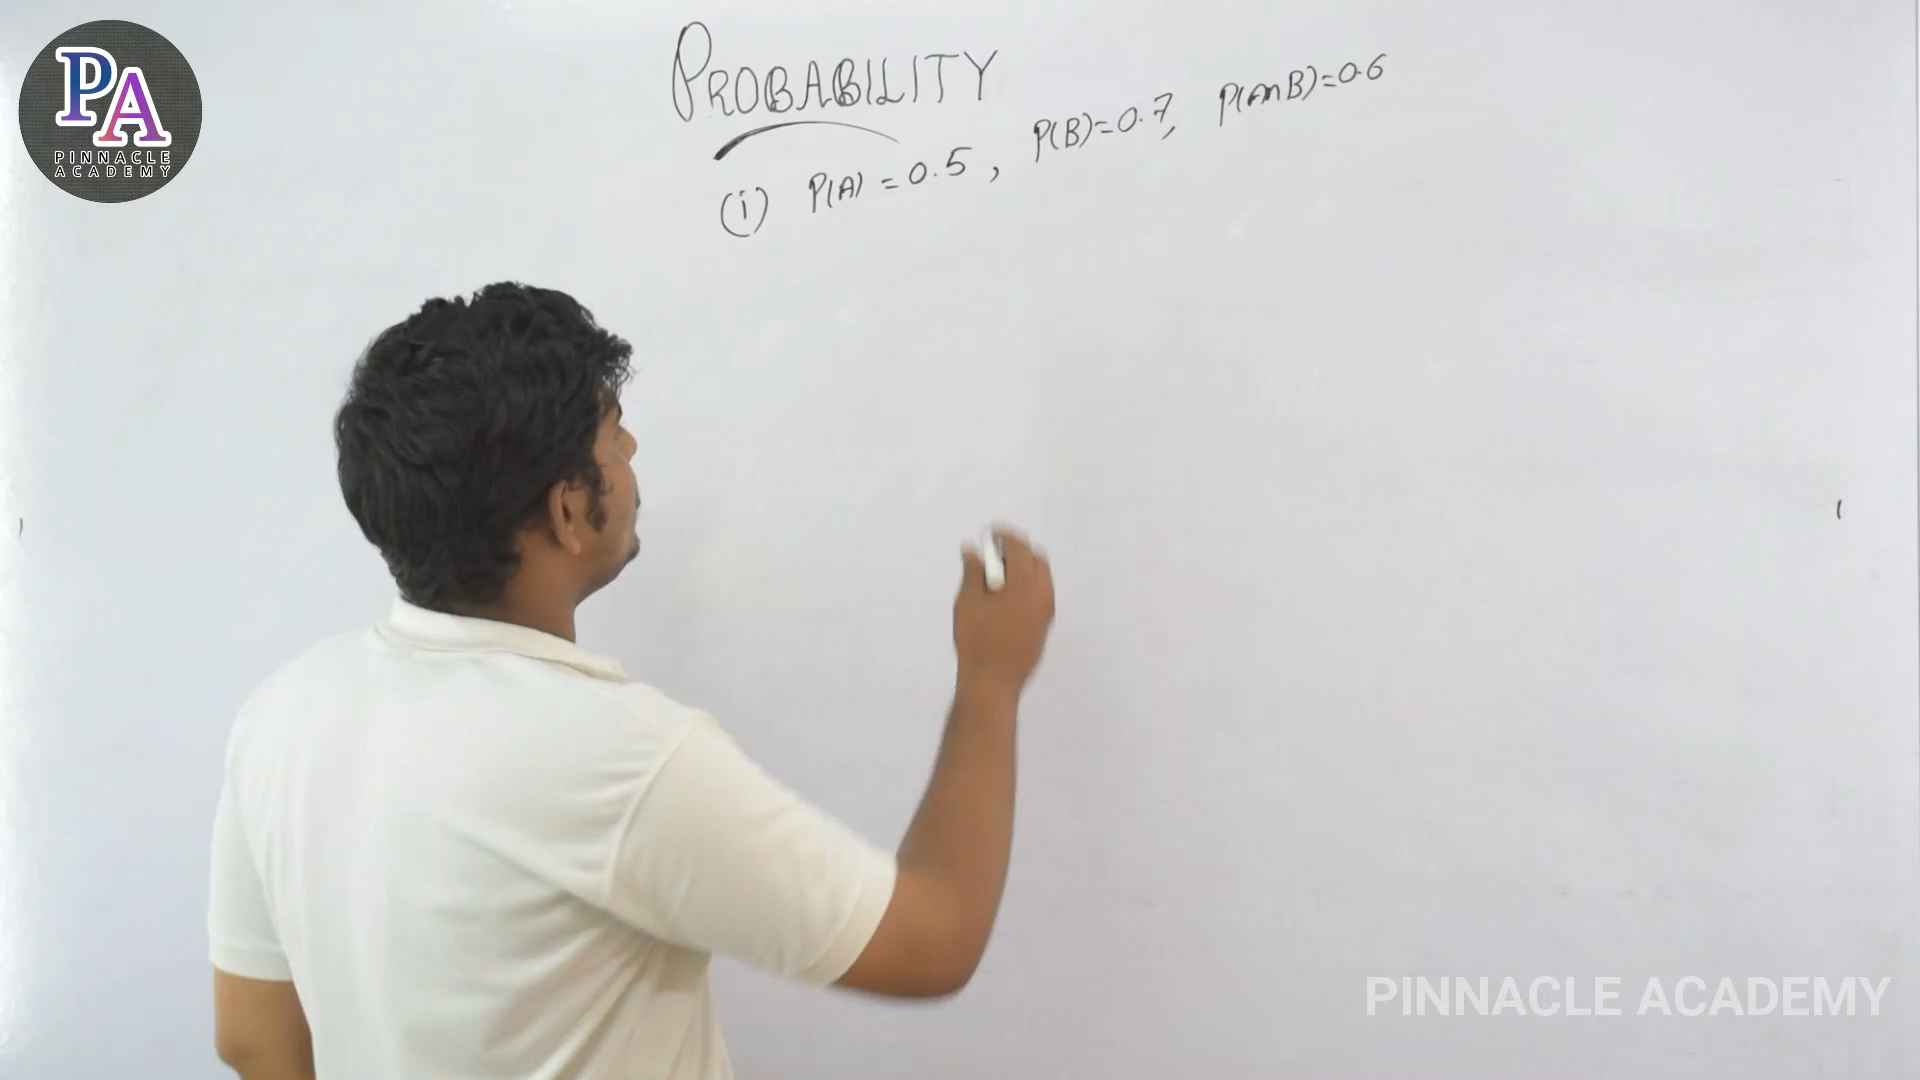 PA
PINNACLE
ACADEMY
PROBABILITY
(i) P(A) = 0.5, P(B)=0.7, P(A∩B)=0.6
PINNACLE ACADEMY